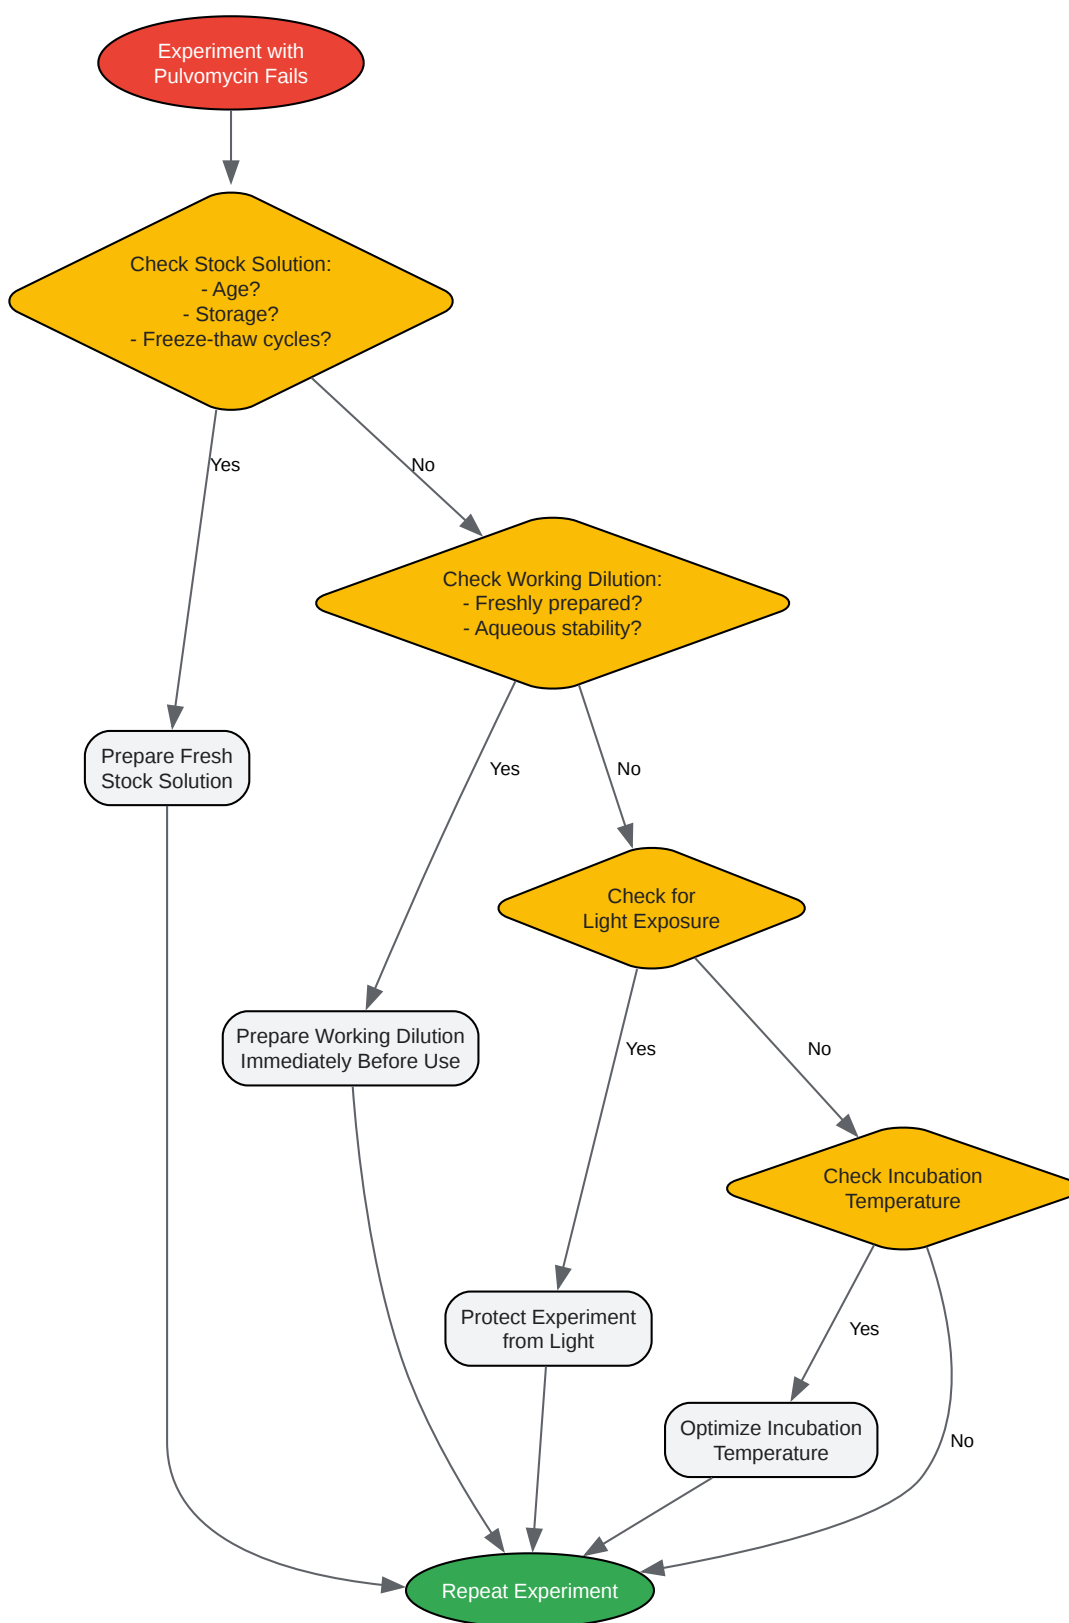 Experiment with
Pulvomycin Fails
Check Stock Solution:
- Age?
- Storage?
- Freeze-thaw cycles?
Yes
No
Check Working Dilution:
- Freshly prepared?
- Aqueous stability?
Prepare Fresh
Stock Solution
Yes
No
Check for
Light Exposure
Prepare Working Dilution
Immediately Before Use
Yes
No
Check Incubation
Temperature
Protect Experiment
from Light
Yes
Optimize Incubation
Temperature
No
Repeat Experiment